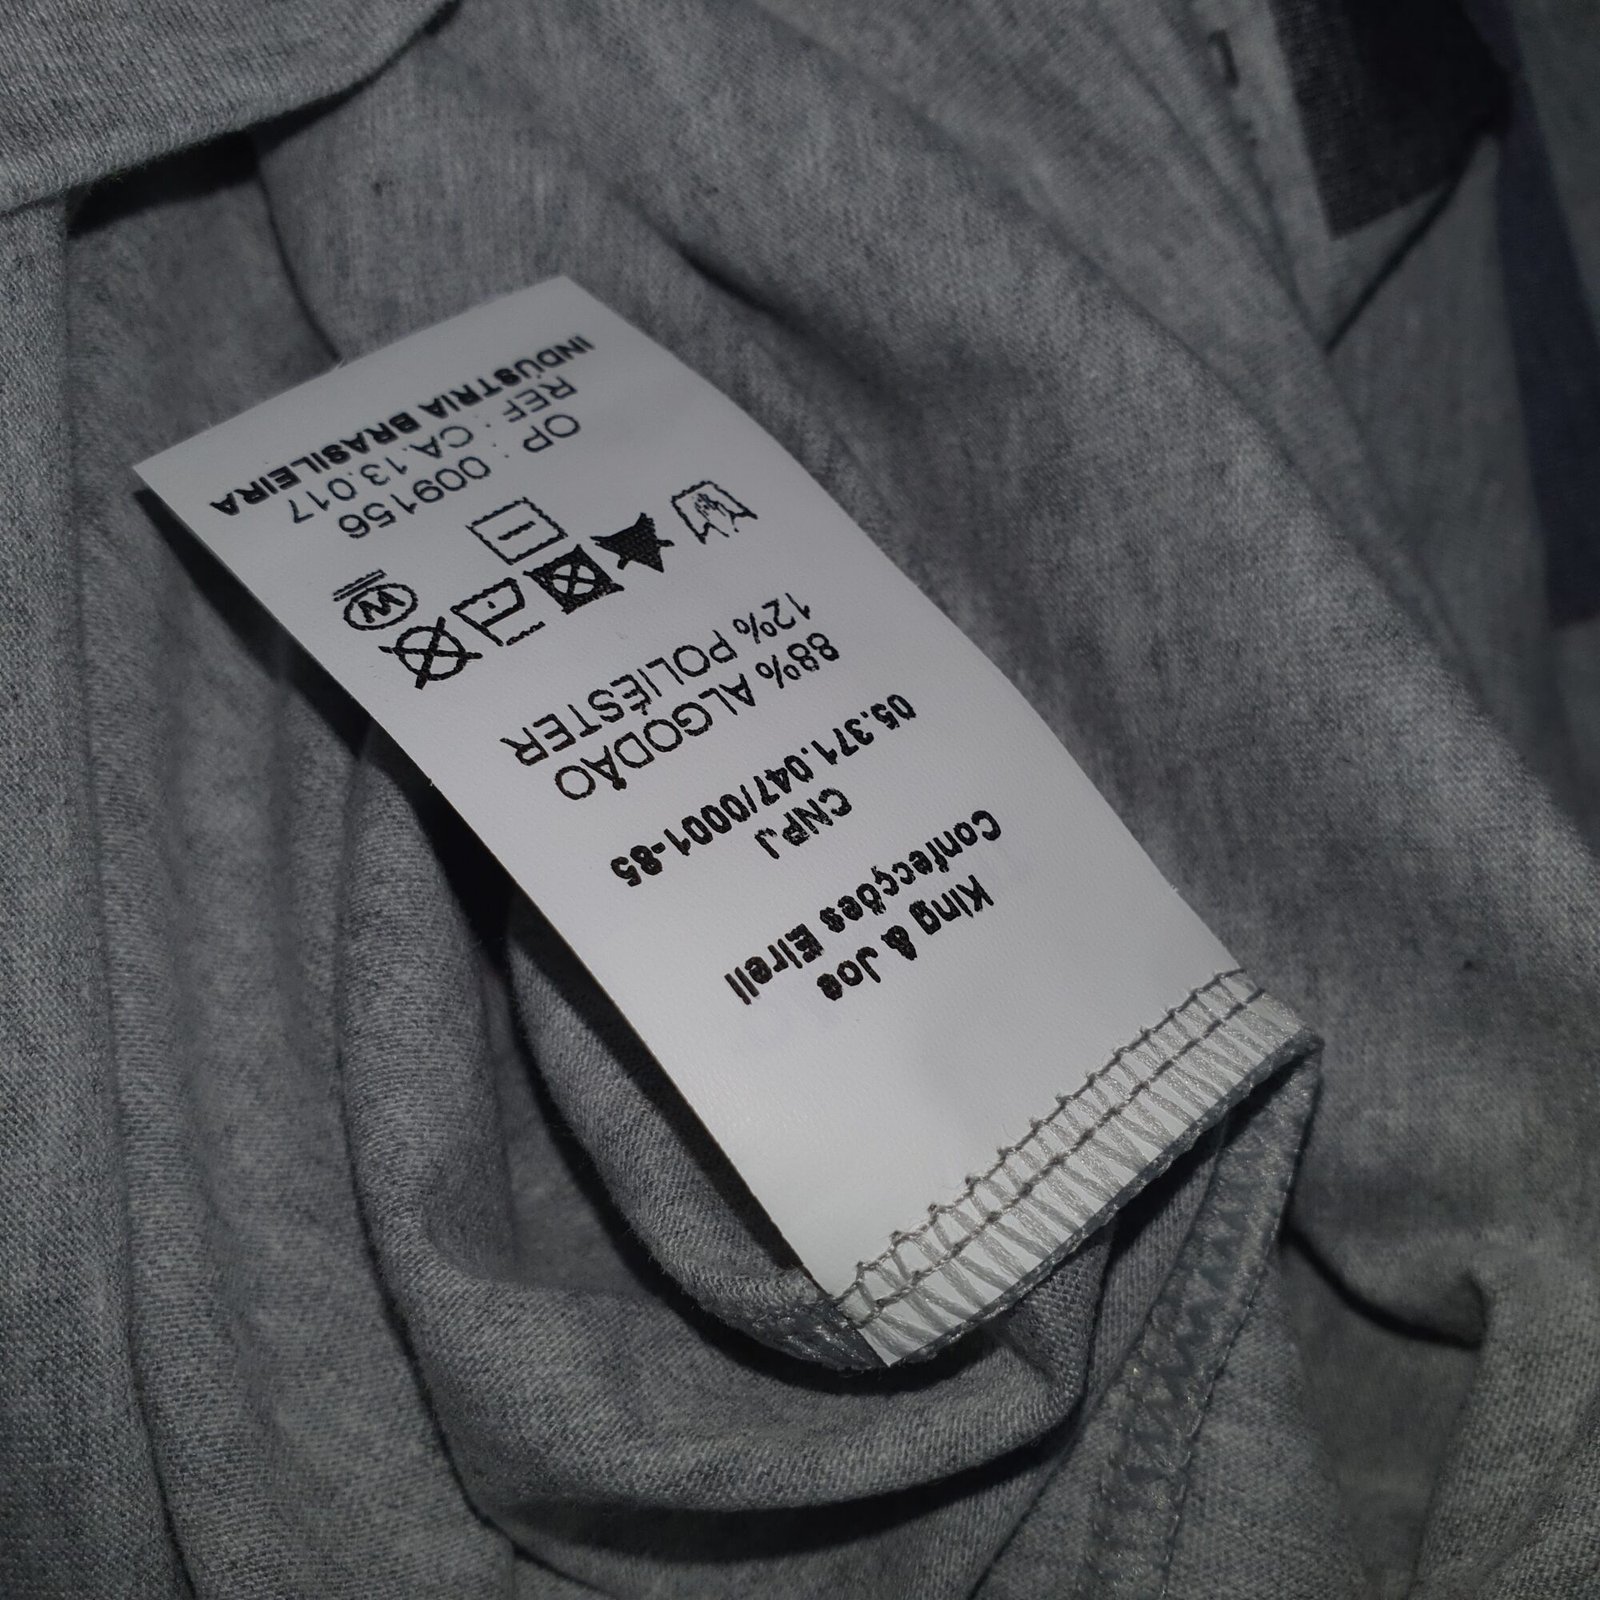 King & Joe
Confecções Eireli
CNPJ
05.371.047/0001-85
88% ALGODÃO
12% POLIÉSTER
W
OP : 009156
REF : CA.13.017
INDÚSTRIA BRASILEIRA